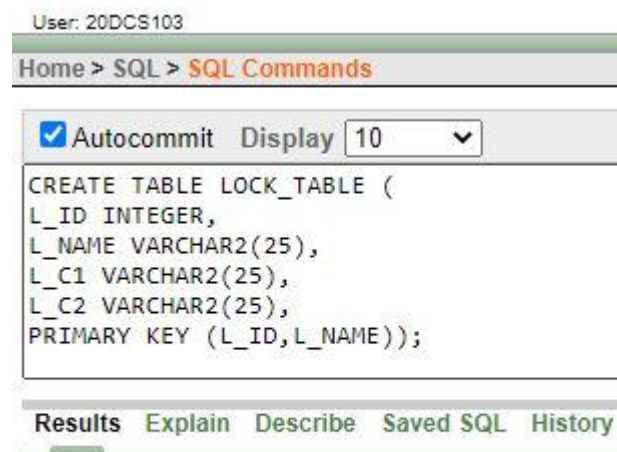 User: 20DCS103
Home > SQL > SQL Commands
Autocommit Display 10
CREATE TABLE LOCK_TABLE (
L_ID INTEGER,
L_NAME VARCHAR2(25),
L_C1 VARCHAR2(25),
L_C2 VARCHAR2(25),
PRIMARY KEY (L_ID,L_NAME));
Results Explain Describe Saved SQL History